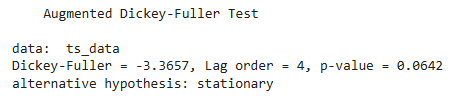 Augmented Dickey-Fuller Test
data:  ts_data
Dickey-Fuller = -3.3657, Lag order = 4, p-value = 0.0642
alternative hypothesis: stationary